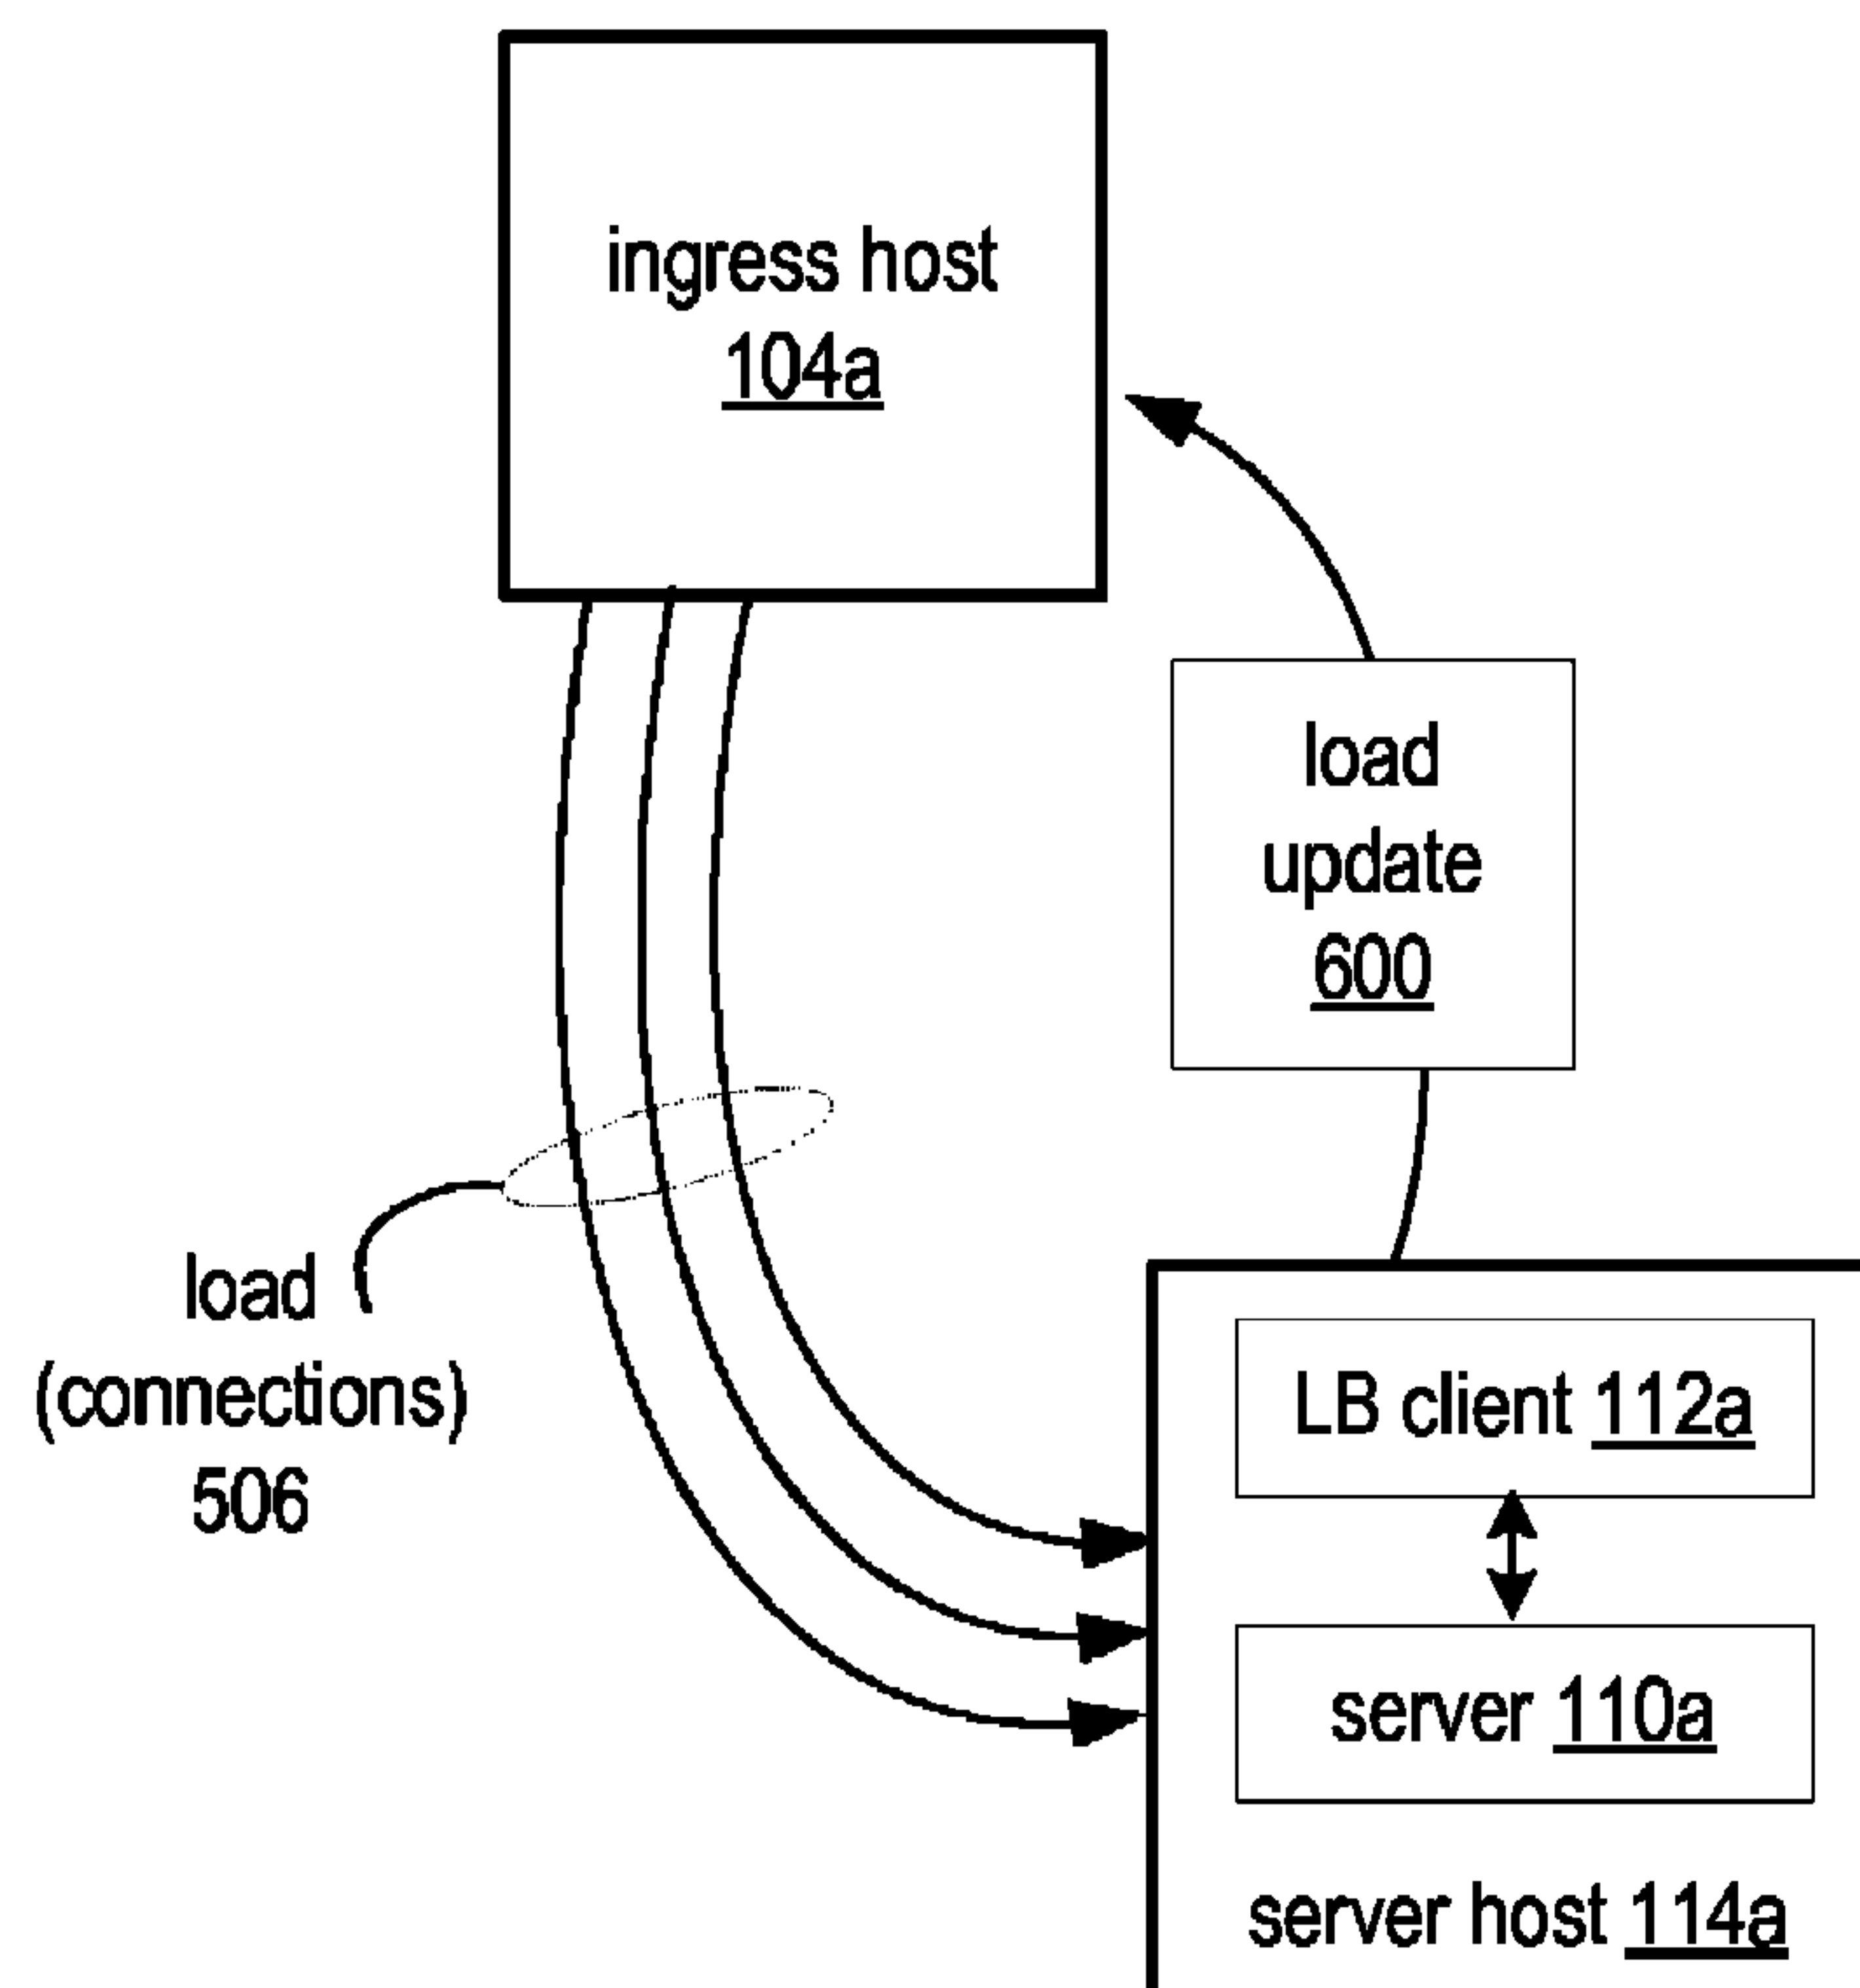 ingress host
104a
load
update
600
load
(connections)
506
LB client 112a
server 110a
server host 114a